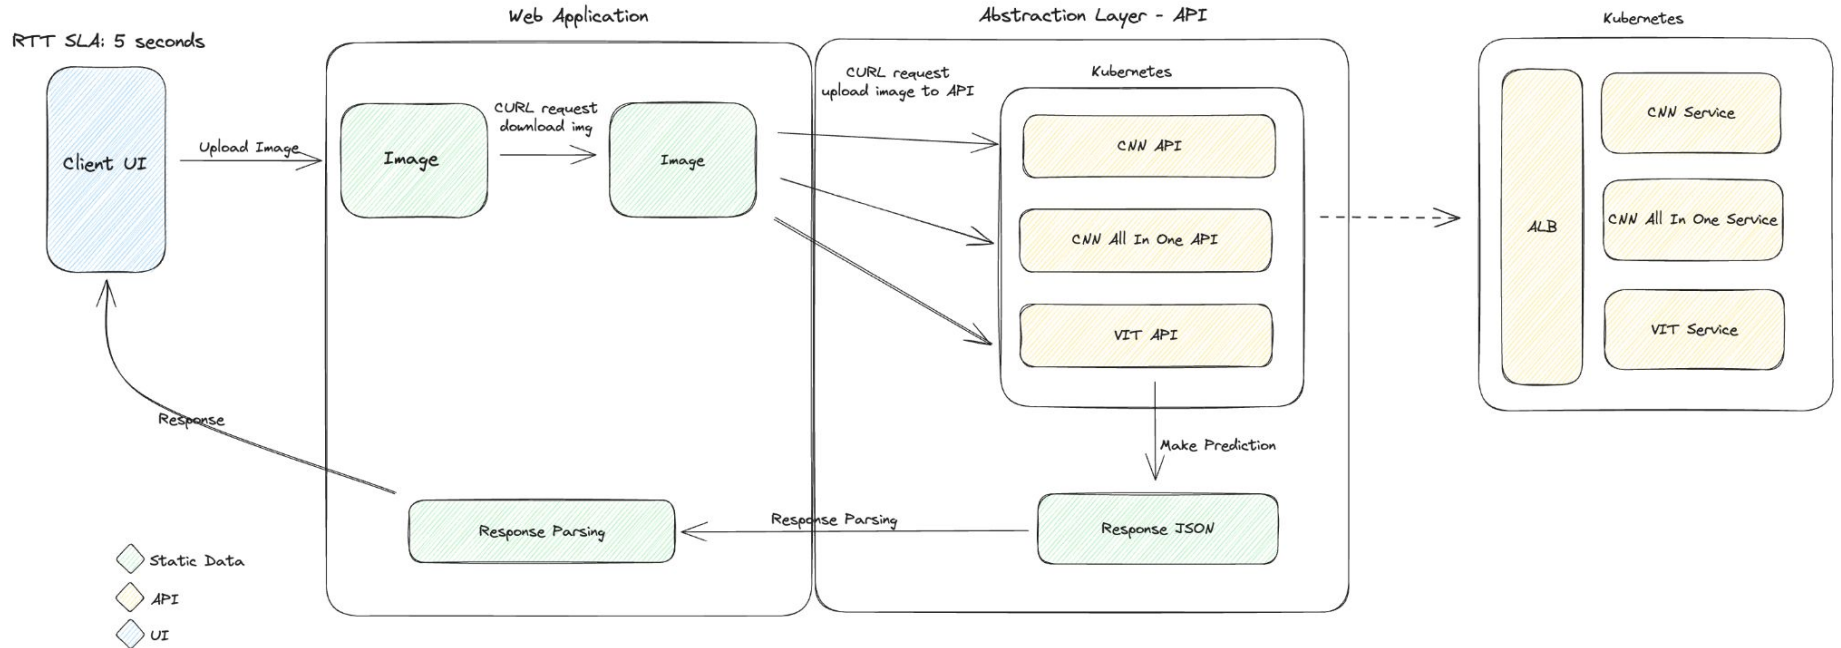 RTT SLA: 5 seconds
Client UI
Upload Image
Web Application
Image
CURL request
download img
Image
Abstraction Layer - API
CURL request
upload image to API
Kubernetes
CNN API
CNN All In One API
VIT API
Make Prediction
Response JSON
Response Parsing
Response Parsing
Response
Kubernetes
ALB
CNN Service
CNN All In One Service
VIT Service
Static Data
API
UI